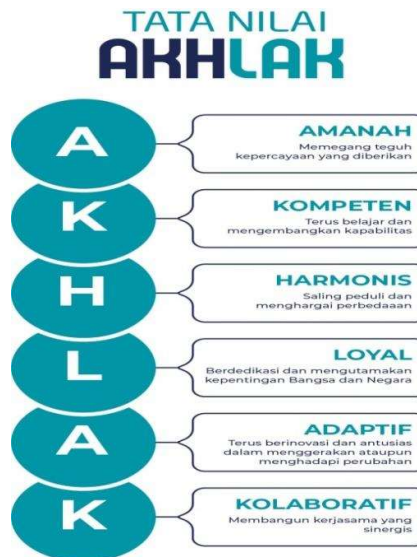 TATA NILAI
AKHLAK
A
AMANAH
Memegang teguh
kepercayaan yang diberikan
K
KOMPETEN
Terus belajar dan
mengembangkan kapabilitas
H
HARMONIS
Saling peduli dan
menghargai perbedaaan
L
LOYAL
Berdedikasi dan mengutamakan
kepentingan Bangsa dan Negara
A
ADAPTIF
Terus berinovasi dan antusias
dalam menggerakan ataupun
menghadapi perubahan
K
KOLABORATIF
Membangun kerjasama yang
sinergis